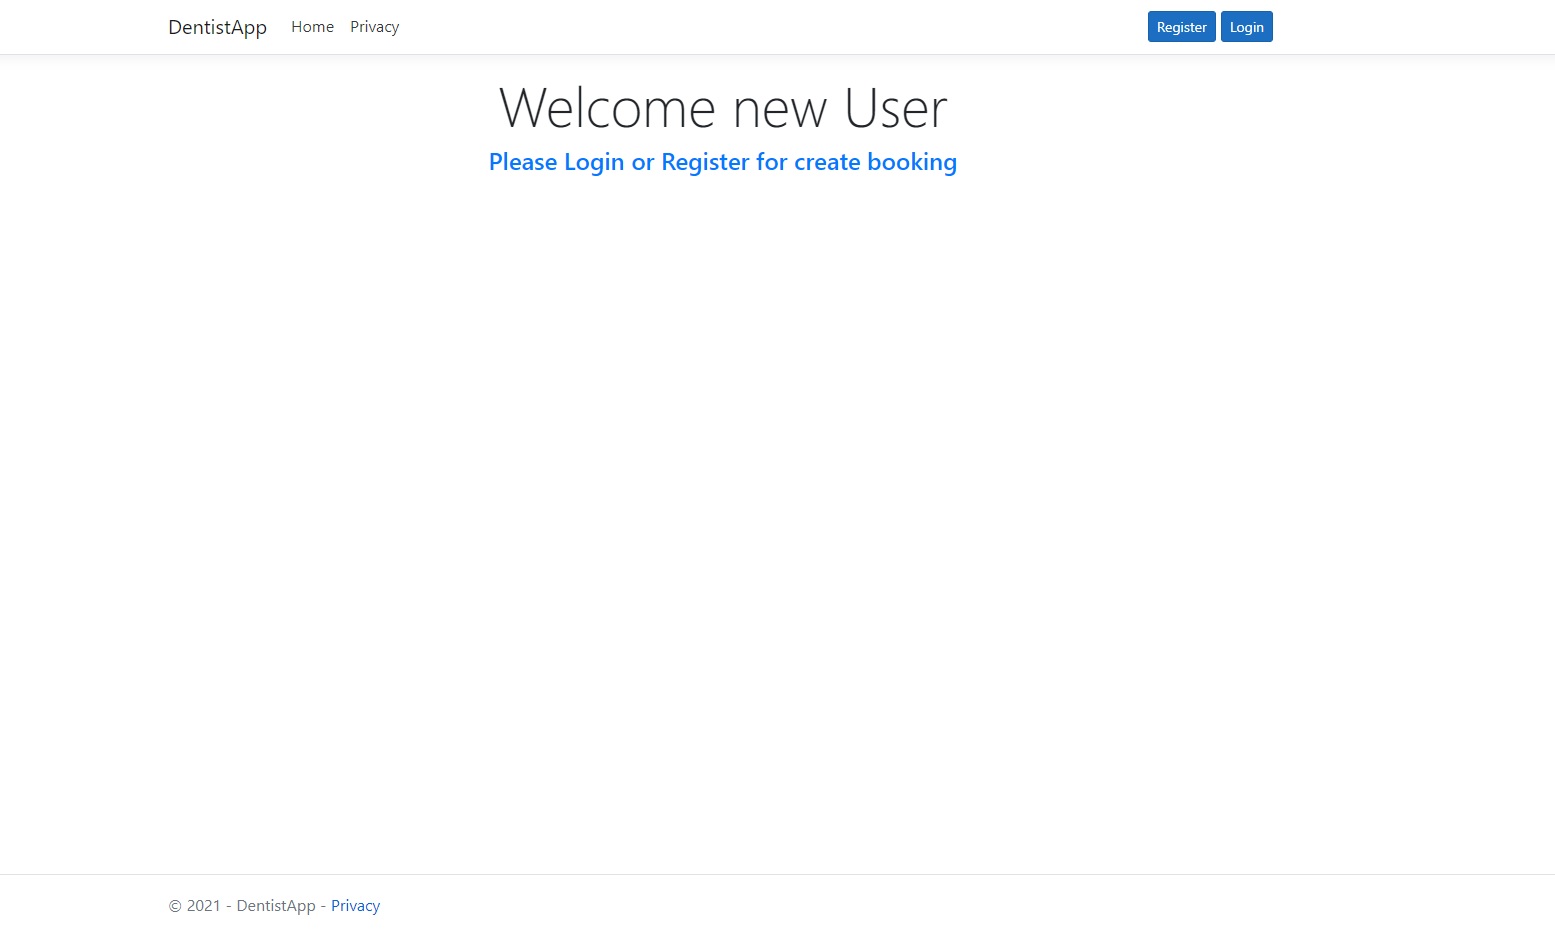 DentistApp Home Privacy Register Login
Welcome new User
Please Login or Register for create booking
© 2021 - DentistApp - Privacy